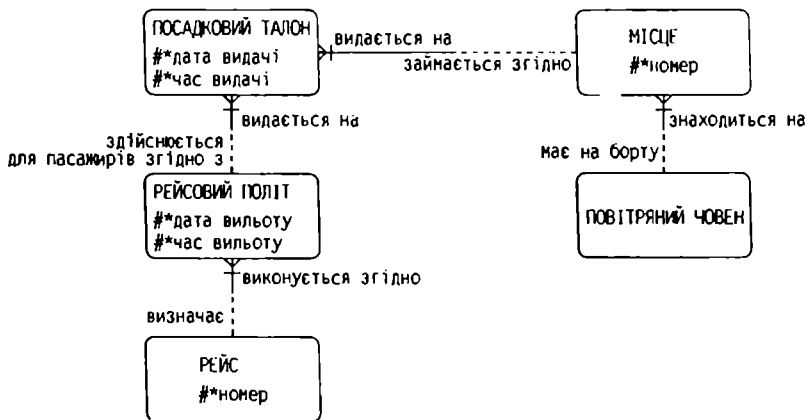 ПОСАДКОВИЙ ТАЛОН
#*дата видачі
#*час видачі
видається на
займається згідно
МІСЦЕ
#*номер
видається на
здійснюється
для пасажирів згідно з
знаходиться на
має на борту
РЕЙСОВИЙ ПОЛІТ
#*дата вильоту
#*час вильоту
ПОВІТРЯНИЙ ЧОВЕН
виконується згідно
визначає
РЕЙС
#*номер